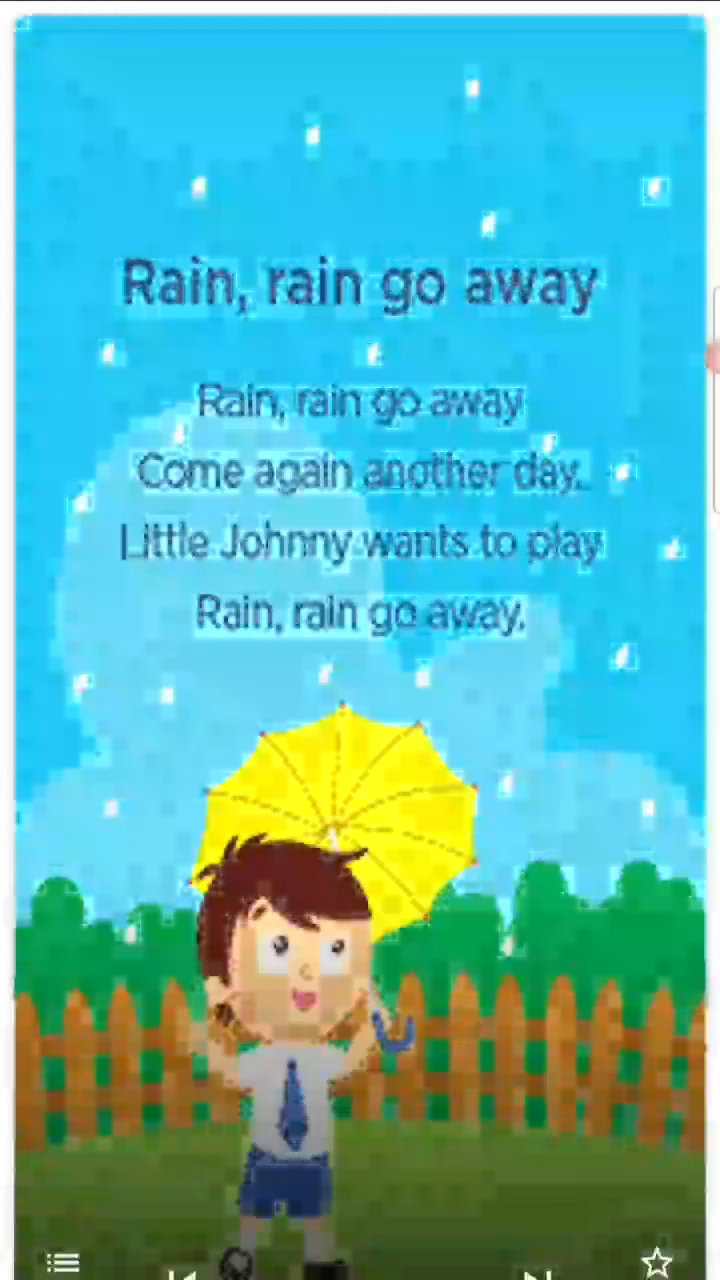 Rain, rain go away
Rain, rain go away
Come again another day.
Little Johnny wants to play
Rain, rain go away.